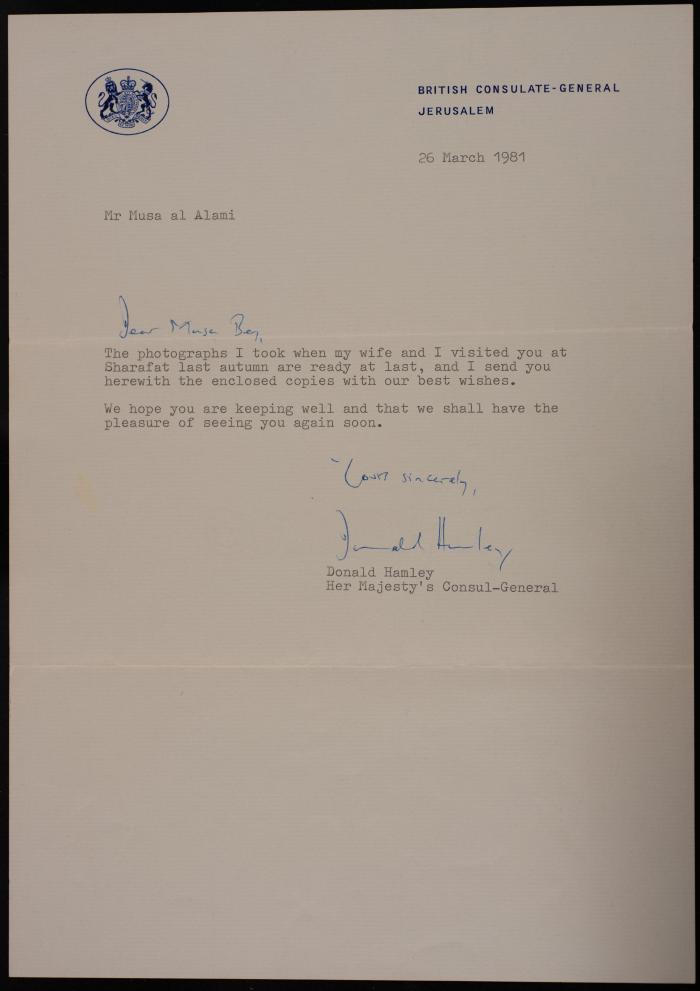 BRITISH CONSULATE-GENERAL
JERUSALEM
26 March 1981
Mr Musa al Alami
Dear Musa Bey,
The photographs I took when my wife and I visited you at
Sharafat last autumn are ready at last, and I send you
herewith the enclosed copies with our best wishes.
We hope you are keeping well and that we shall have the
pleasure of seeing you again soon.
Yours sincerely,
Donald Hamley
Donald Hamley
Her Majesty's Consul-General